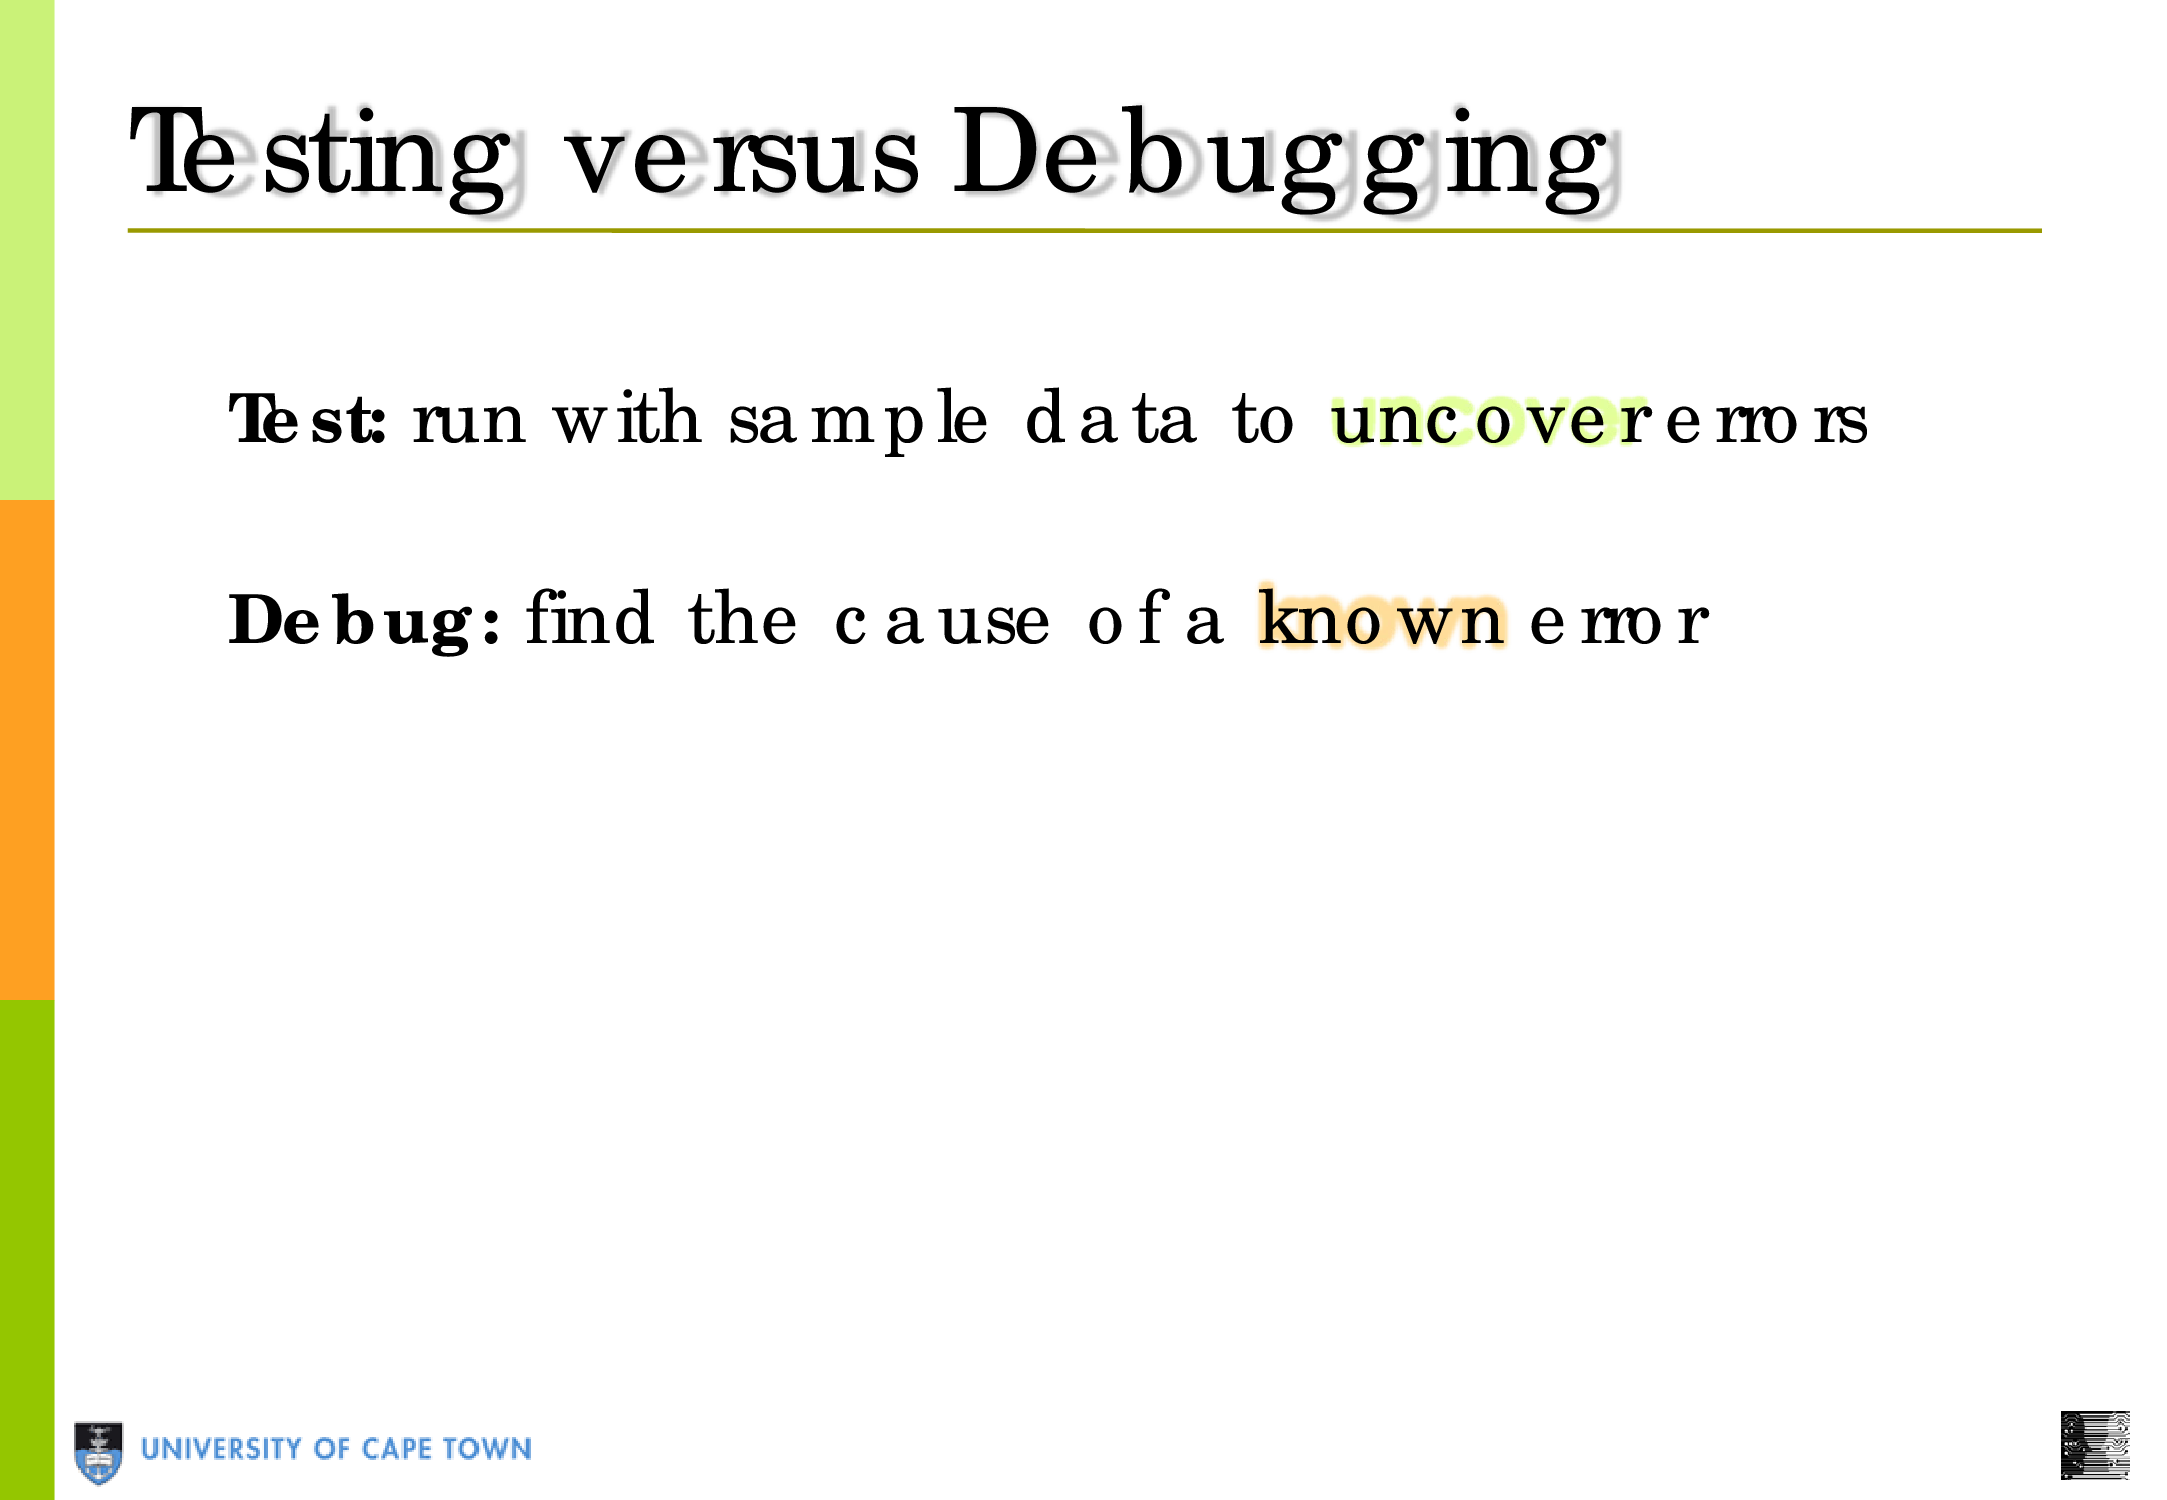 Testing versus Debugging
Test: run with sample data to uncover errors
Debug: find the cause of a known error
UNIVERSITY OF CAPE TOWN